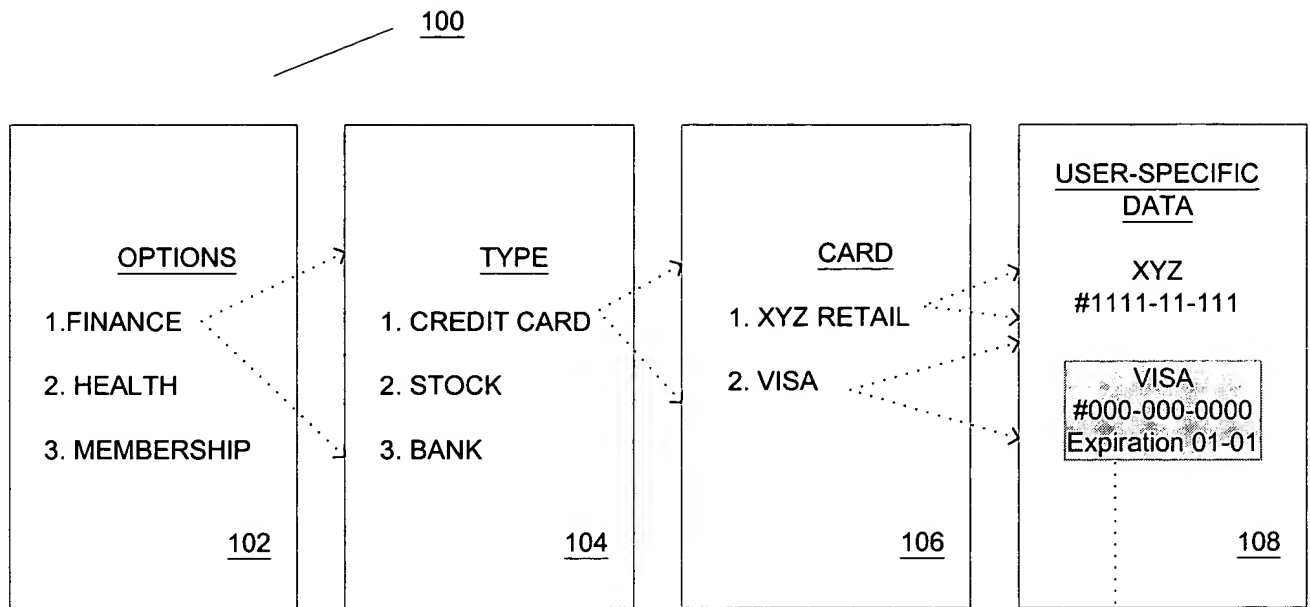 100
OPTIONS
1.FINANCE
2. HEALTH
3. MEMBERSHIP
102
TYPE
1. CREDIT CARD
2. STOCK
3. BANK
104
CARD
1. XYZ RETAIL
2. VISA
106
USER-SPECIFIC
DATA
XYZ
#1111-11-111
VISA
#000-000-0000
Expiration 01-01
108